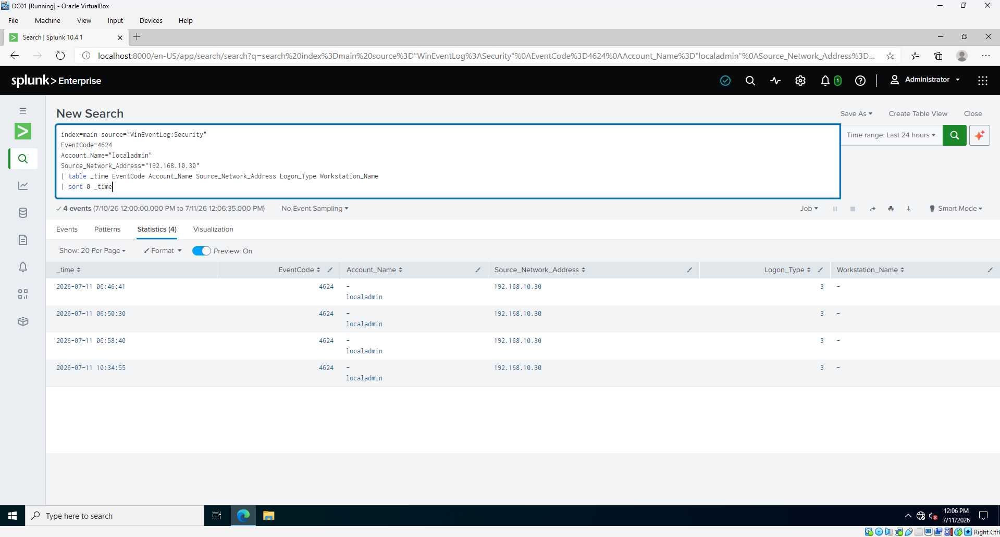 DC01 [Running] - Oracle VirtualBox
File Machine View Input Devices Help
Search | Splunk 10.4.1
localhost:8000/en-US/app/search/search?q=search%20index%3Dmain%20source%3D"WinEventLog%3ASecurity"%0AEventCode%3D4624%0AAccount_Name%3D"localadmin"%0ASource_Network_Address%3D...
splunk> Enterprise
1
Administrator
New Search
Save As Create Table View Close
index=main source="WinEventLog:Security"
EventCode=4624
Account_Name="localadmin"
Source_Network_Address="192.168.10.30"
| table _time EventCode Account_Name Source_Network_Address Logon_Type Workstation_Name
| sort 0 _time
Time range: Last 24 hours
4 events (7/10/26 12:00:00.000 PM to 7/11/26 12:06:35.000 PM) No Event Sampling
Job Smart Mode
Events Patterns Statistics (4) Visualization
Show: 20 Per Page Format Preview: On
_time EventCode Account_Name Source_Network_Address Logon_Type Workstation_Name
2026-07-11 06:46:41 4624 - 192.168.10.30 3 -
localadmin
2026-07-11 06:50:30 4624 - 192.168.10.30 3 -
localadmin
2026-07-11 06:58:40 4624 - 192.168.10.30 3 -
localadmin
2026-07-11 10:34:55 4624 - 192.168.10.30 3 -
localadmin
Type here to search
12:06 PM
7/11/2026
Right Ctrl